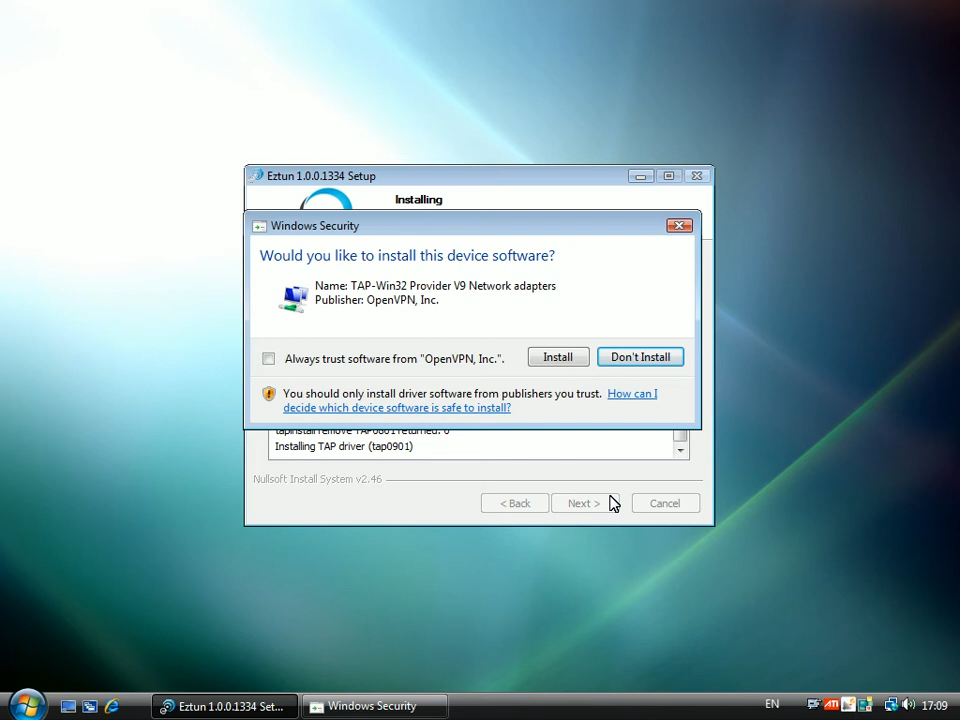 Eztun 1.0.0.1334 Setup
Installing
Windows Security
Would you like to install this device software?
Name: TAP-Win32 Provider V9 Network adapters
Publisher: OpenVPN, Inc.
Always trust software from "OpenVPN, Inc.".
Install
Don't Install
You should only install driver software from publishers you trust. How can I
decide which device software is safe to install?
tapinstall remove TAP0801 returned: 0
Installing TAP driver (tap0901)
Nullsoft Install System v2.46
< Back
Next >
Cancel
Eztun 1.0.0.1334 Set...
Windows Security
EN
ATI
17:09